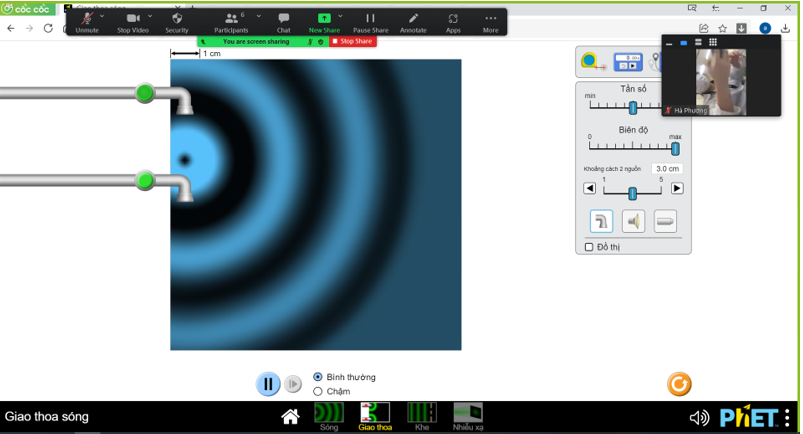 cốc cốc
Unmute
Stop Video
Security
6
Participants
Chat
New Share
Pause Share
Annotate
Apps
More
You are screen sharing
Stop Share
1 cm
Hà Phương
Tần số
min
Biên độ
0
max
Khoảng cách 2 nguồn
3.0 cm
1
5
Đồ thị
Bình thường
Chậm
Giao thoa sóng
Sóng
Giao thoa
Khe
Nhiễu xạ
PhET